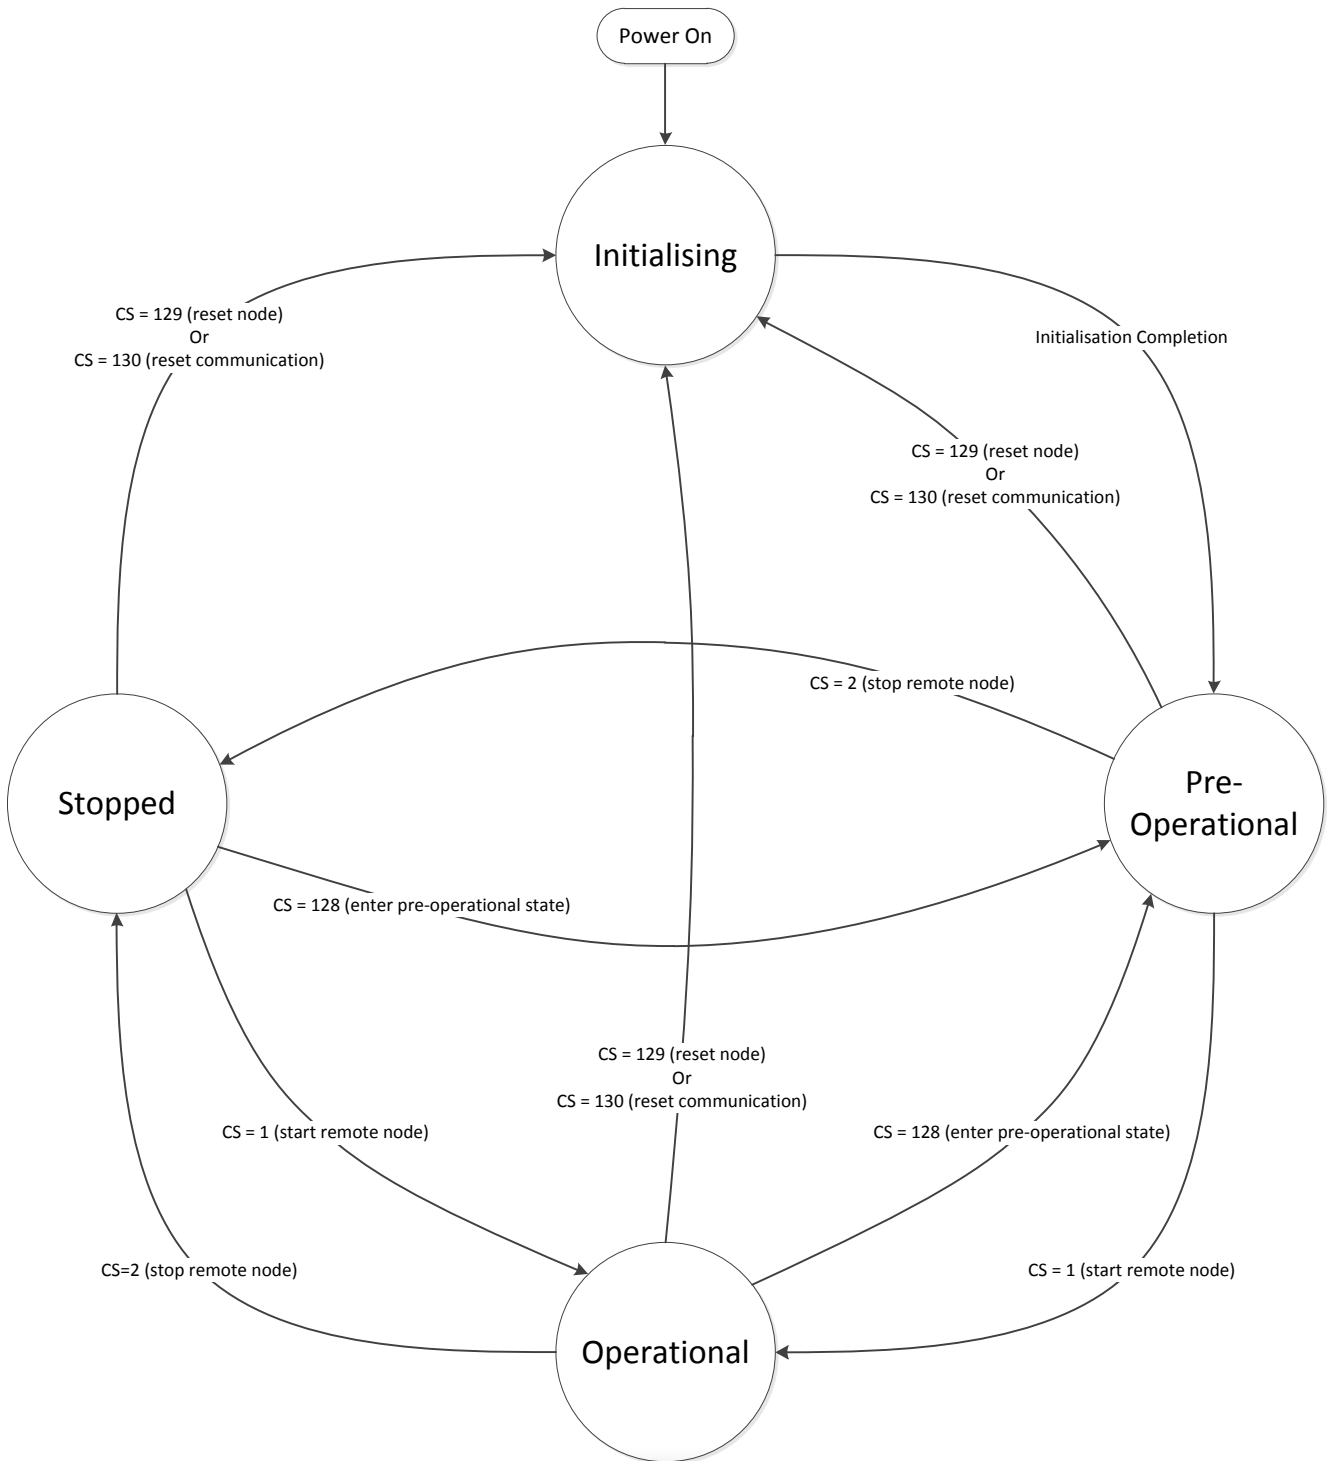 Power On
Initialising
CS = 129 (reset node)
Or
CS = 130 (reset communication)
Initialisation Completion
CS = 129 (reset node)
Or
CS = 130 (reset communication)
CS = 2 (stop remote node)
Stopped
Pre-
Operational
CS = 128 (enter pre-operational state)
CS = 129 (reset node)
Or
CS = 130 (reset communication)
CS = 1 (start remote node)
CS = 128 (enter pre-operational state)
CS=2 (stop remote node)
CS = 1 (start remote node)
Operational